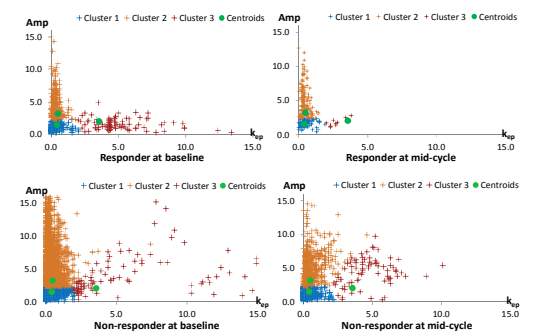 Amp + Cluster 1 + Cluster 2 + Cluster 3 ● Centroids
15.0
10.0
5.0
0.0
0.0 5.0 10.0 15.0
k_ep
Responder at baseline
Amp + Cluster 1 + Cluster 2 + Cluster 3 ● Centroids
15.0
10.0
5.0
0.0
0.0 5.0 10.0 15.0
k_ep
Responder at mid-cycle
Amp + Cluster 1 + Cluster 2 + Cluster 3 ● Centroids
15.0
10.0
5.0
0.0
0.0 5.0 10.0 15.0
k_ep
Non-responder at baseline
Amp + Cluster 1 + Cluster 2 + Cluster 3 ● Centroids
15.0
10.0
5.0
0.0
0.0 5.0 10.0 15.0
k_ep
Non-responder at mid-cycle